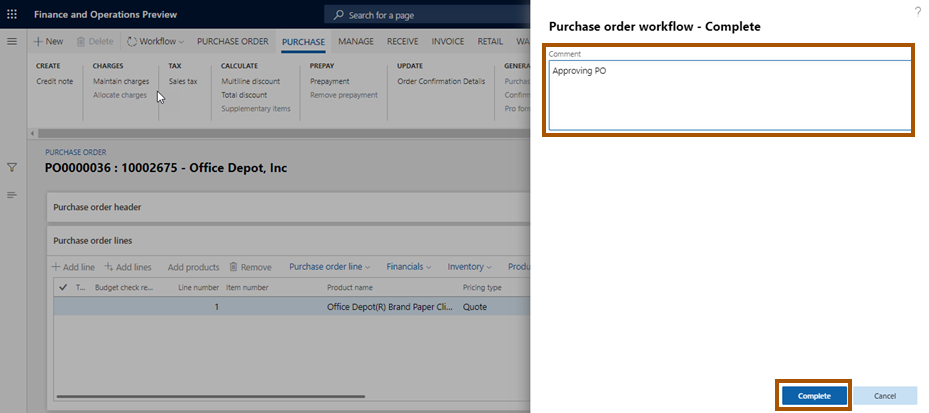 Finance and Operations Preview
Search for a page
?
Purchase order workflow - Complete
Comment
Approving PO
New
Delete
Workflow
PURCHASE ORDER
PURCHASE
MANAGE
RECEIVE
INVOICE
RETAIL
WA
CREATE
Credit note
CHARGES
Maintain charges
Allocate charges
TAX
Sales tax
CALCULATE
Multiline discount
Total discount
Supplementary items
PREPAY
Prepayment
Remove prepayment
UPDATE
Order Confirmation Details
GENERA
Purchas
Confirm
Pro form
PURCHASE ORDER
PO0000036 : 10002675 - Office Depot, Inc
Purchase order header
Purchase order lines
Add line
Add lines
Add products
Remove
Purchase order line
Financials
Inventory
Produ
T...
Budget check re...
Line number
Item number
Product name
Pricing type
1
Office Depot(R) Brand Paper Cli...
Quote
Complete
Cancel